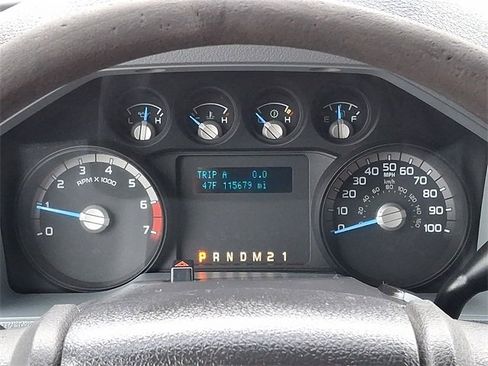 H
H
E F
TRIP A 0.0
47F 115679 mi
0 1 2 3 4 5 6 7
RPM X 1000
0 10 20 30 40 50 60 70 80 90 100
MPH
km/h
P R N D M 2 1